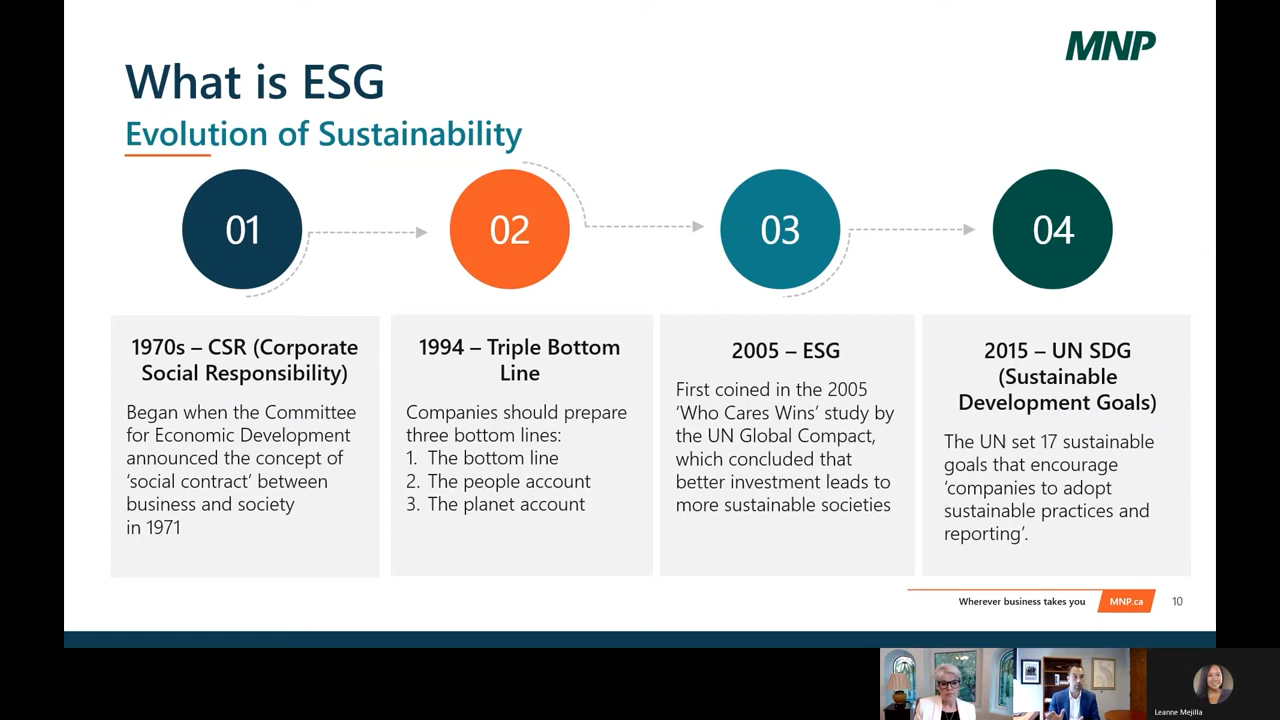 MNP
What is ESG
Evolution of Sustainability
01
02
03
04
1970s – CSR (Corporate
Social Responsibility)
Began when the Committee
for Economic Development
announced the concept of
‘social contract’ between
business and society
in 1971
1994 – Triple Bottom
Line
Companies should prepare
three bottom lines:
1. The bottom line
2. The people account
3. The planet account
2005 – ESG
First coined in the 2005
‘Who Cares Wins’ study by
the UN Global Compact,
which concluded that
better investment leads to
more sustainable societies
2015 – UN SDG
(Sustainable
Development Goals)
The UN set 17 sustainable
goals that encourage
‘companies to adopt
sustainable practices and
reporting’.
Wherever business takes you
MNP.ca
10
Leanne Mejilla